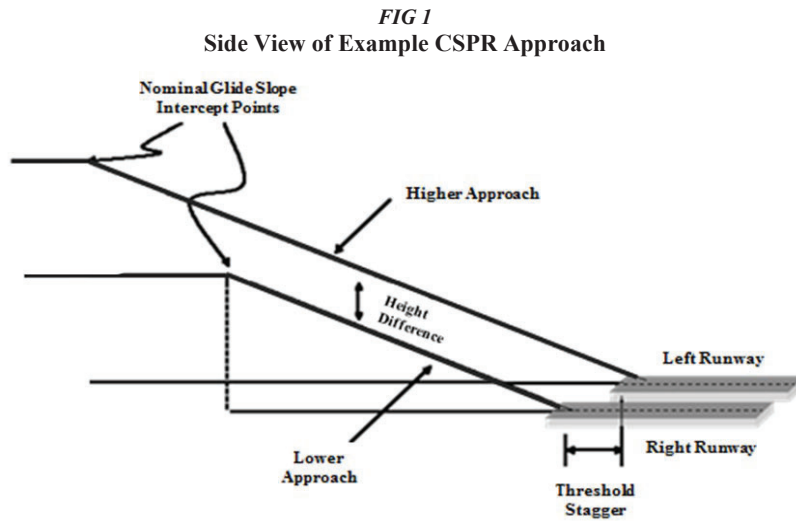 FIG 1
Side View of Example CSPR Approach
Nominal Glide Slope
Intercept Points
Higher Approach
Height
Difference
Left Runway
Right Runway
Lower
Approach
Threshold
Stagger